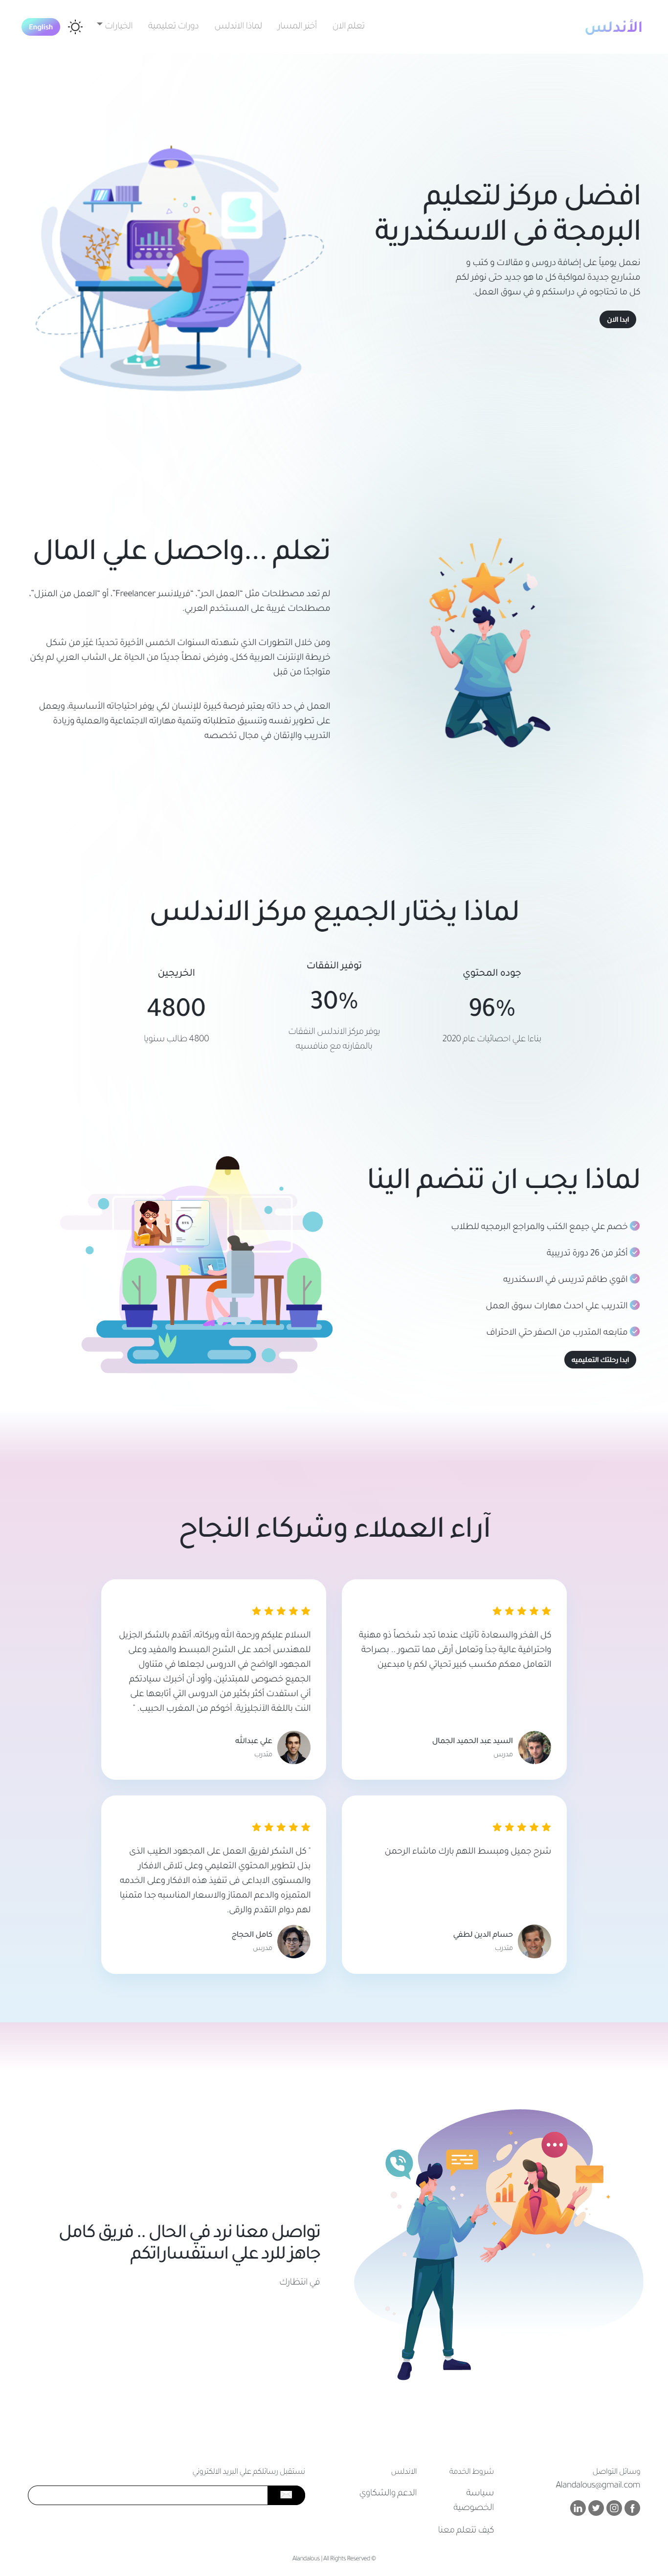 الأندلس
تعلم الان
أختر المسار
لماذا الاندلس
دورات تعليمية
الخيارات
English
افضل مركز لتعليم
البرمجة فى الاسكندرية
نعمل يومياً على إضافة دروس و مقالات و كتب و
مشاريع جديدة لمواكبة كل ما هو جديد حتى نوفر لكم
كل ما تحتاجوه في دراستكم و في سوق العمل.
ابدا الان
تعلم ...واحصل علي المال
لم تعد مصطلحات مثل "العمل الحر"، "فريلانسر Freelancer"، أو "العمل من المنزل"،
مصطلحات غريبة على المستخدم العربي.
ومن خلال التطورات الذي شهدته السنوات الخمس الأخيرة تحديدًا غيّر من شكل
خريطة الإنترنت العربية ككل، وفرض نمطاً جديدًا من الحياة على الشاب العربي لم يكن
متواجدًا من قبل
العمل في حد ذاته يعتبر فرصة كبيرة للإنسان لكي يوفر احتياجاته الأساسية، ويعمل
على تطوير نفسه وتنسيق متطلباته وتنمية مهاراته الاجتماعية والعملية وزيادة
التدريب والإتقان في مجال تخصصه
لماذا يختار الجميع مركز الاندلس
جوده المحتوي
96%
بناءا علي احصائيات عام 2020
توفير النفقات
30%
يوفر مركز الاندلس النفقات
بالمقارنه مع منافسيه
الخريجين
4800
4800 طالب سنويا
لماذا يجب ان تنضم الينا
خصم علي جيمع الكتب والمراجع البرمجيه للطلاب
أكثر من 26 دورة تدريبية
اقوي طاقم تدريس في الاسكندريه
التدريب علي احدث مهارات سوق العمل
متابعه المتدرب من الصفر حتي الاحتراف
ابدا رحلتك التعليميه
آراء العملاء وشركاء النجاح
كل الفخر والسعادة تأتيك عندما تجد شخصاً ذو مهنية
واحترافية عالية جداً وتعامل أرقى مما تتصور .. بصراحة
التعامل معكم مكسب كبير تحياتي لكم يا مبدعين
السيد عبد الحميد الجمال
مدرس
السلام عليكم ورحمة الله وبركاته، أتقدم بالشكر الجزيل
للمهندس أحمد على الشرح المبسط والمفيد وعلى
المجهود الواضح في الدروس لجعلها في متناول
الجميع خصوص للمبتدئين، وأود أن أخبرك سيادتكم
أني استفدت أكثر بكثير من الدروس التي أتابعها على
النت باللغة الآنجليزية. أخوكم من المغرب الحبيب. "
علي عبدالله
متدرب
شرح جميل ومبسط اللهم بارك ماشاء الرحمن
حسام الدين لطفي
متدرب
" كل الشكر لفريق العمل على المجهود الطيب الذى
بذل لتطوير المحتوي التعليمي وعلى تلاقى الافكار
والمستوى الابداعى فى تنفيذ هذه الافكار وعلى الخدمه
المتميزه والدعم الممتاز والاسعار المناسبه جدا متمنيا
لهم دوام التقدم والرقى.
كامل الحجاج
مدرس
تواصل معنا نرد في الحال .. فريق كامل
جاهز للرد علي استفساراتكم
في انتظارك
وسائل التواصل
Alandalous@gmail.com
شروط الخدمة
سياسة
الخصوصية
كيف تتعلم معنا
الاندلس
الدعم والشكاوي
نستقبل رسائلكم علي البريد الالكتروني
Alandalous | All Rights Reserved ©